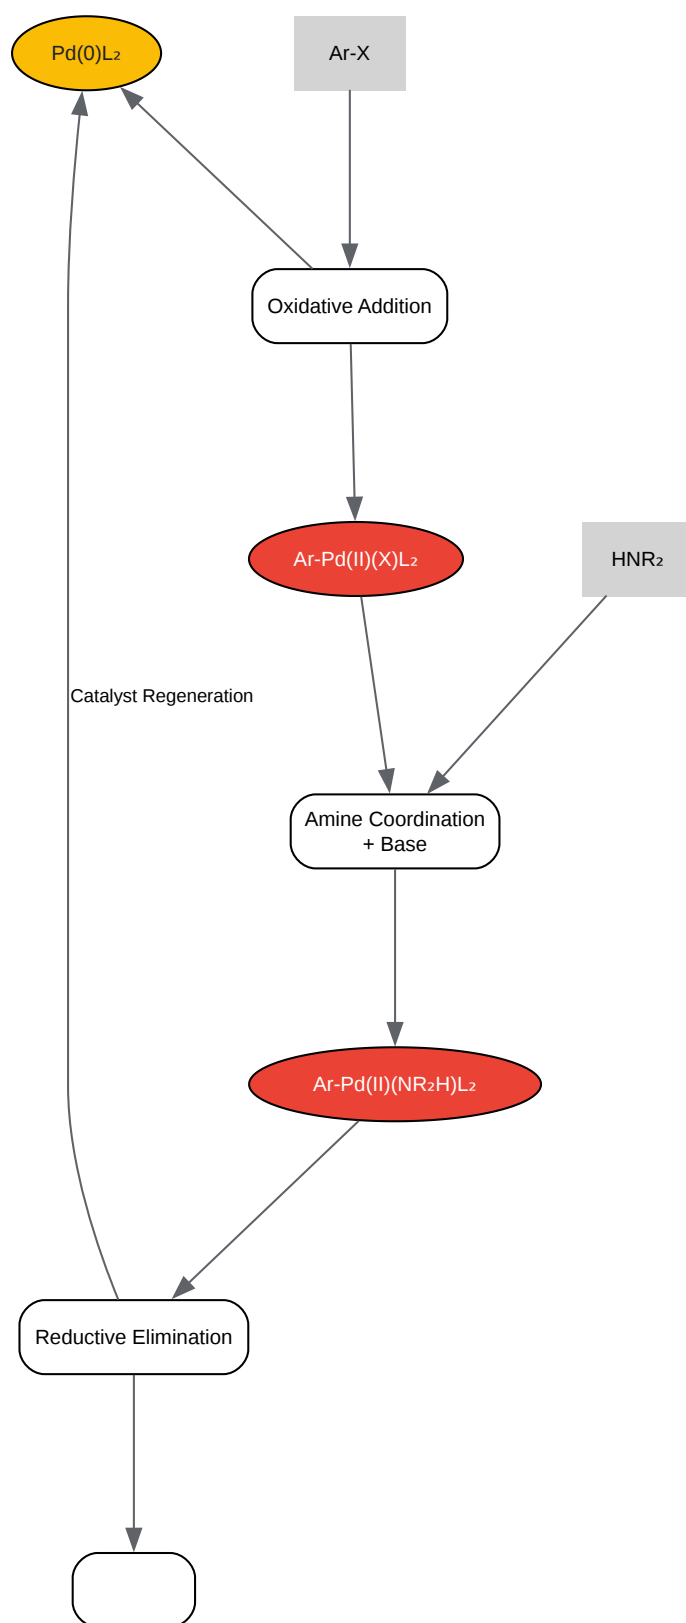 Pd(0)L₂
Ar-X
Oxidative Addition
Ar-Pd(II)(X)L₂
HNR₂
Catalyst Regeneration
Amine Coordination
+ Base
Ar-Pd(II)(NR₂H)L₂
Reductive Elimination